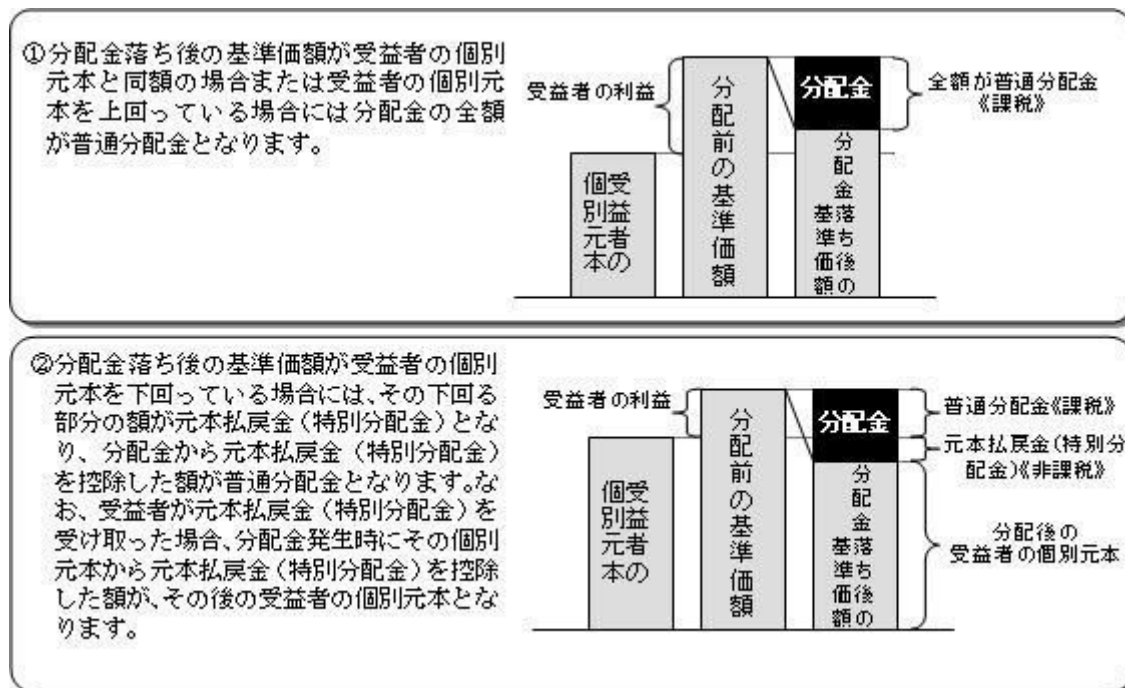 ①分配金落ち後の基準価額が受益者の個別
元本と同額の場合または受益者の個別元
本を上回っている場合には分配金の全額
が普通分配金となります。
受益者の利益
個別元本
受益者の
分配前の基準価額
分配金
分配金落ち後の
基準価額
全額が普通分配金
《課税》
②分配金落ち後の基準価額が受益者の個別
元本を下回っている場合には、その下回る
部分の額が元本払戻金（特別分配金）とな
り、分配金から元本払戻金（特別分配金）
を控除した額が普通分配金となります。な
お、受益者が元本払戻金（特別分配金）を
受け取った場合、分配金発生時にその個別
元本から元本払戻金（特別分配金）を控除
した額が、その後の受益者の個別元本とな
ります。
受益者の利益
受益者の
個別元本
分配前の基準価額
分配金
分配金落ち後の
基準価額
普通分配金《課税》
元本払戻金（特別分
配金）《非課税》
分配後の
受益者の個別元本